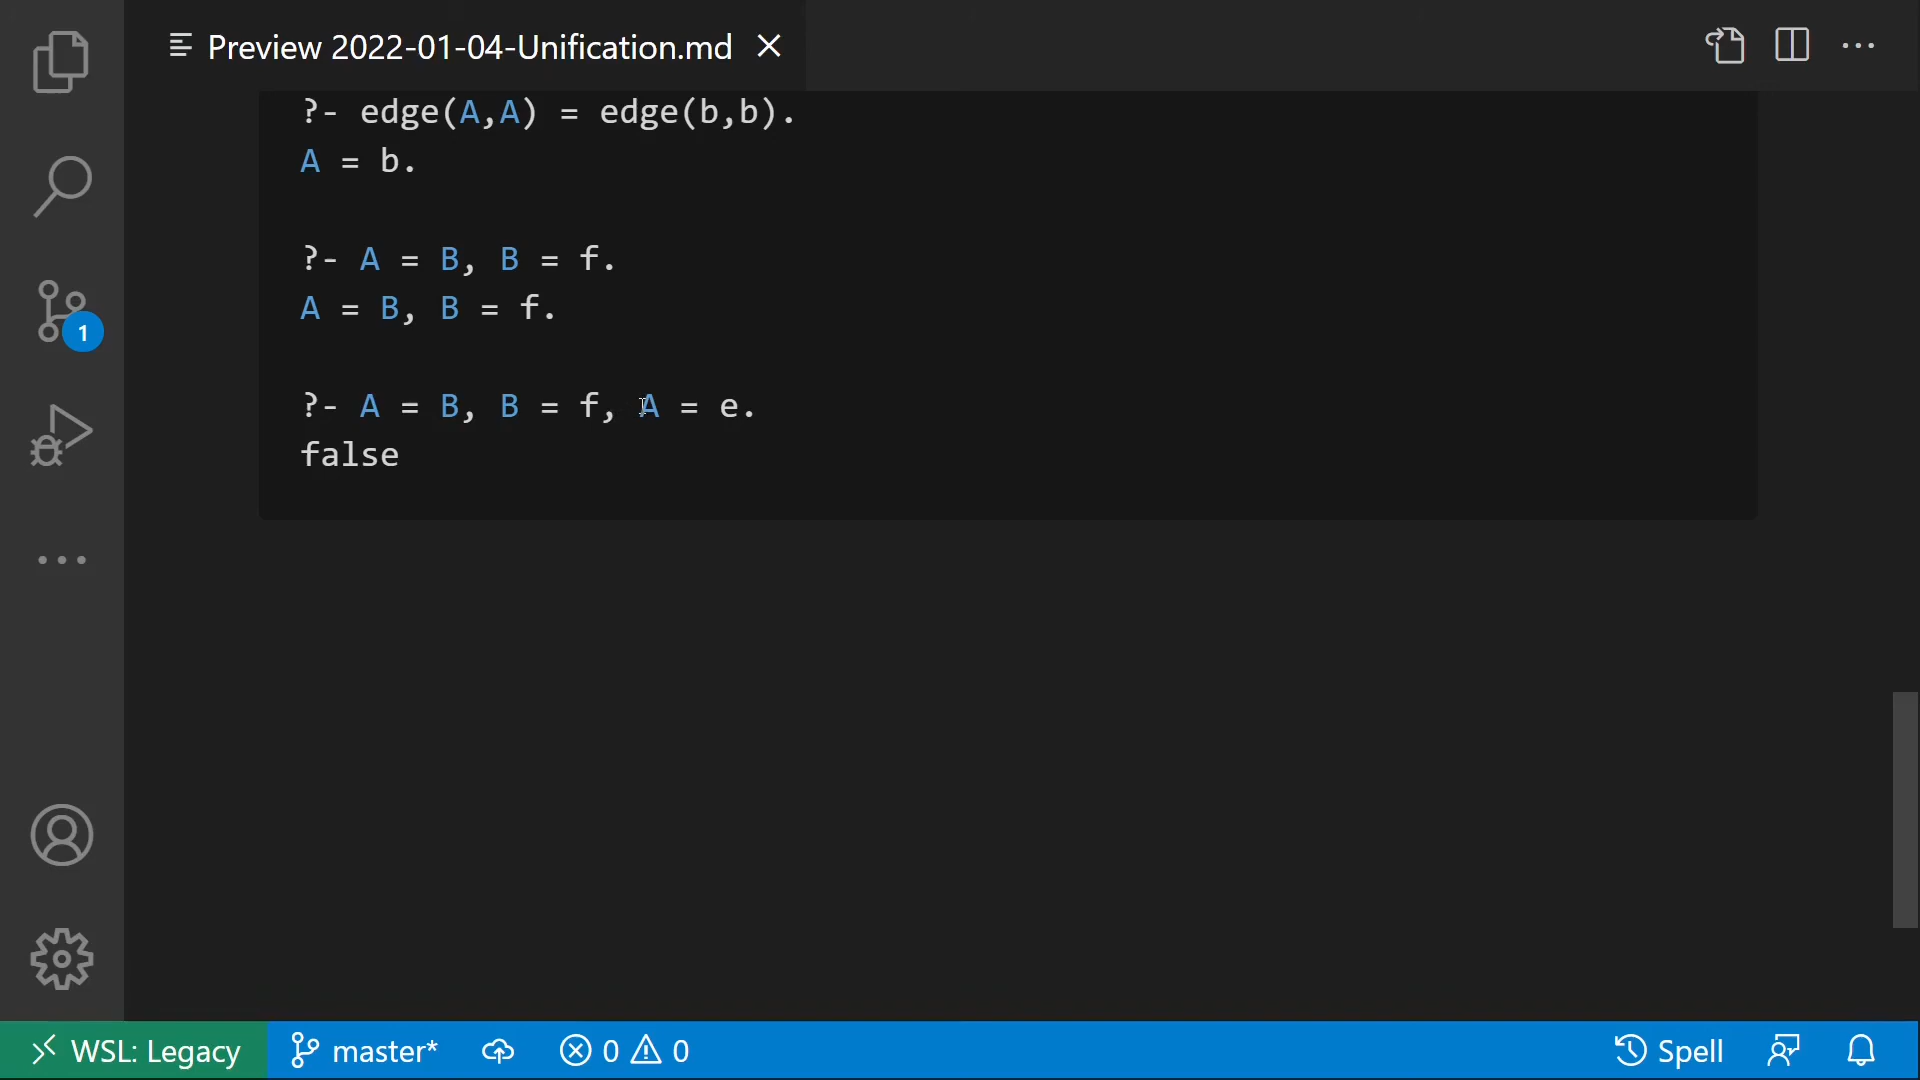 Preview 2022-01-04-Unification.md
?- edge(A,A) = edge(b,b).
A = b.
?- A = B, B = f.
A = B, B = f.
?- A = B, B = f, A = e.
false
1
WSL: Legacy master* 0 0 Spell